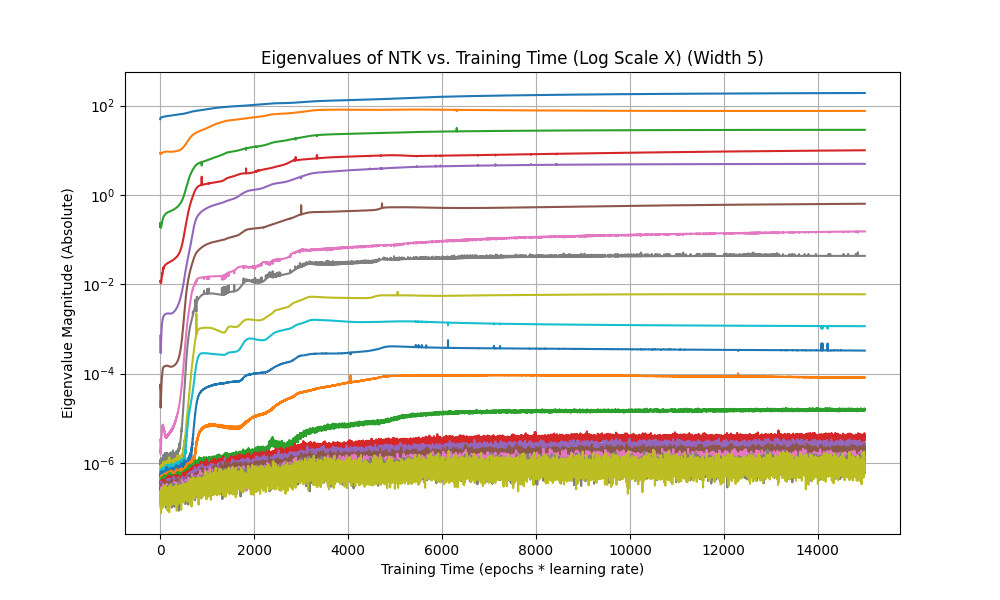 Eigenvalues of NTK vs. Training Time (Log Scale X) (Width 5)
Eigenvalue Magnitude (Absolute)
10²
10⁰
10⁻²
10⁻⁴
10⁻⁶
0 2000 4000 6000 8000 10000 12000 14000
Training Time (epochs * learning rate)